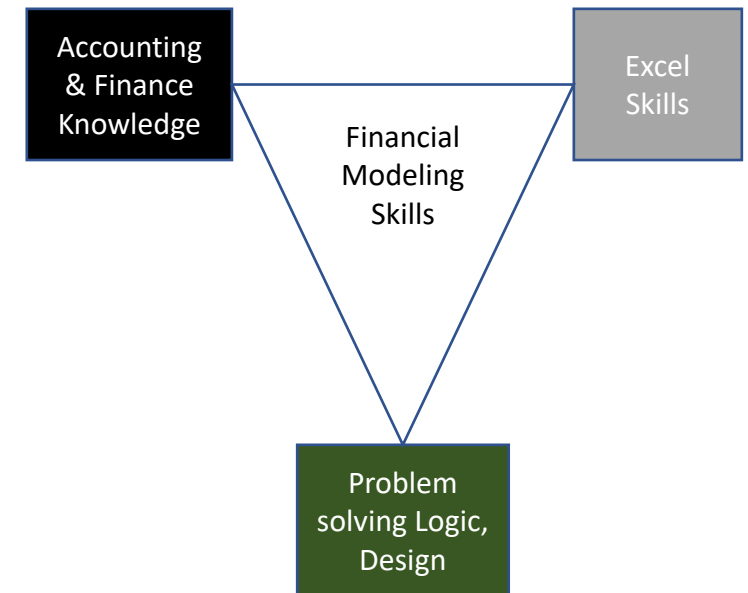 Accounting
& Finance
Knowledge
Excel
Skills
Financial
Modeling
Skills
Problem
solving Logic,
Design